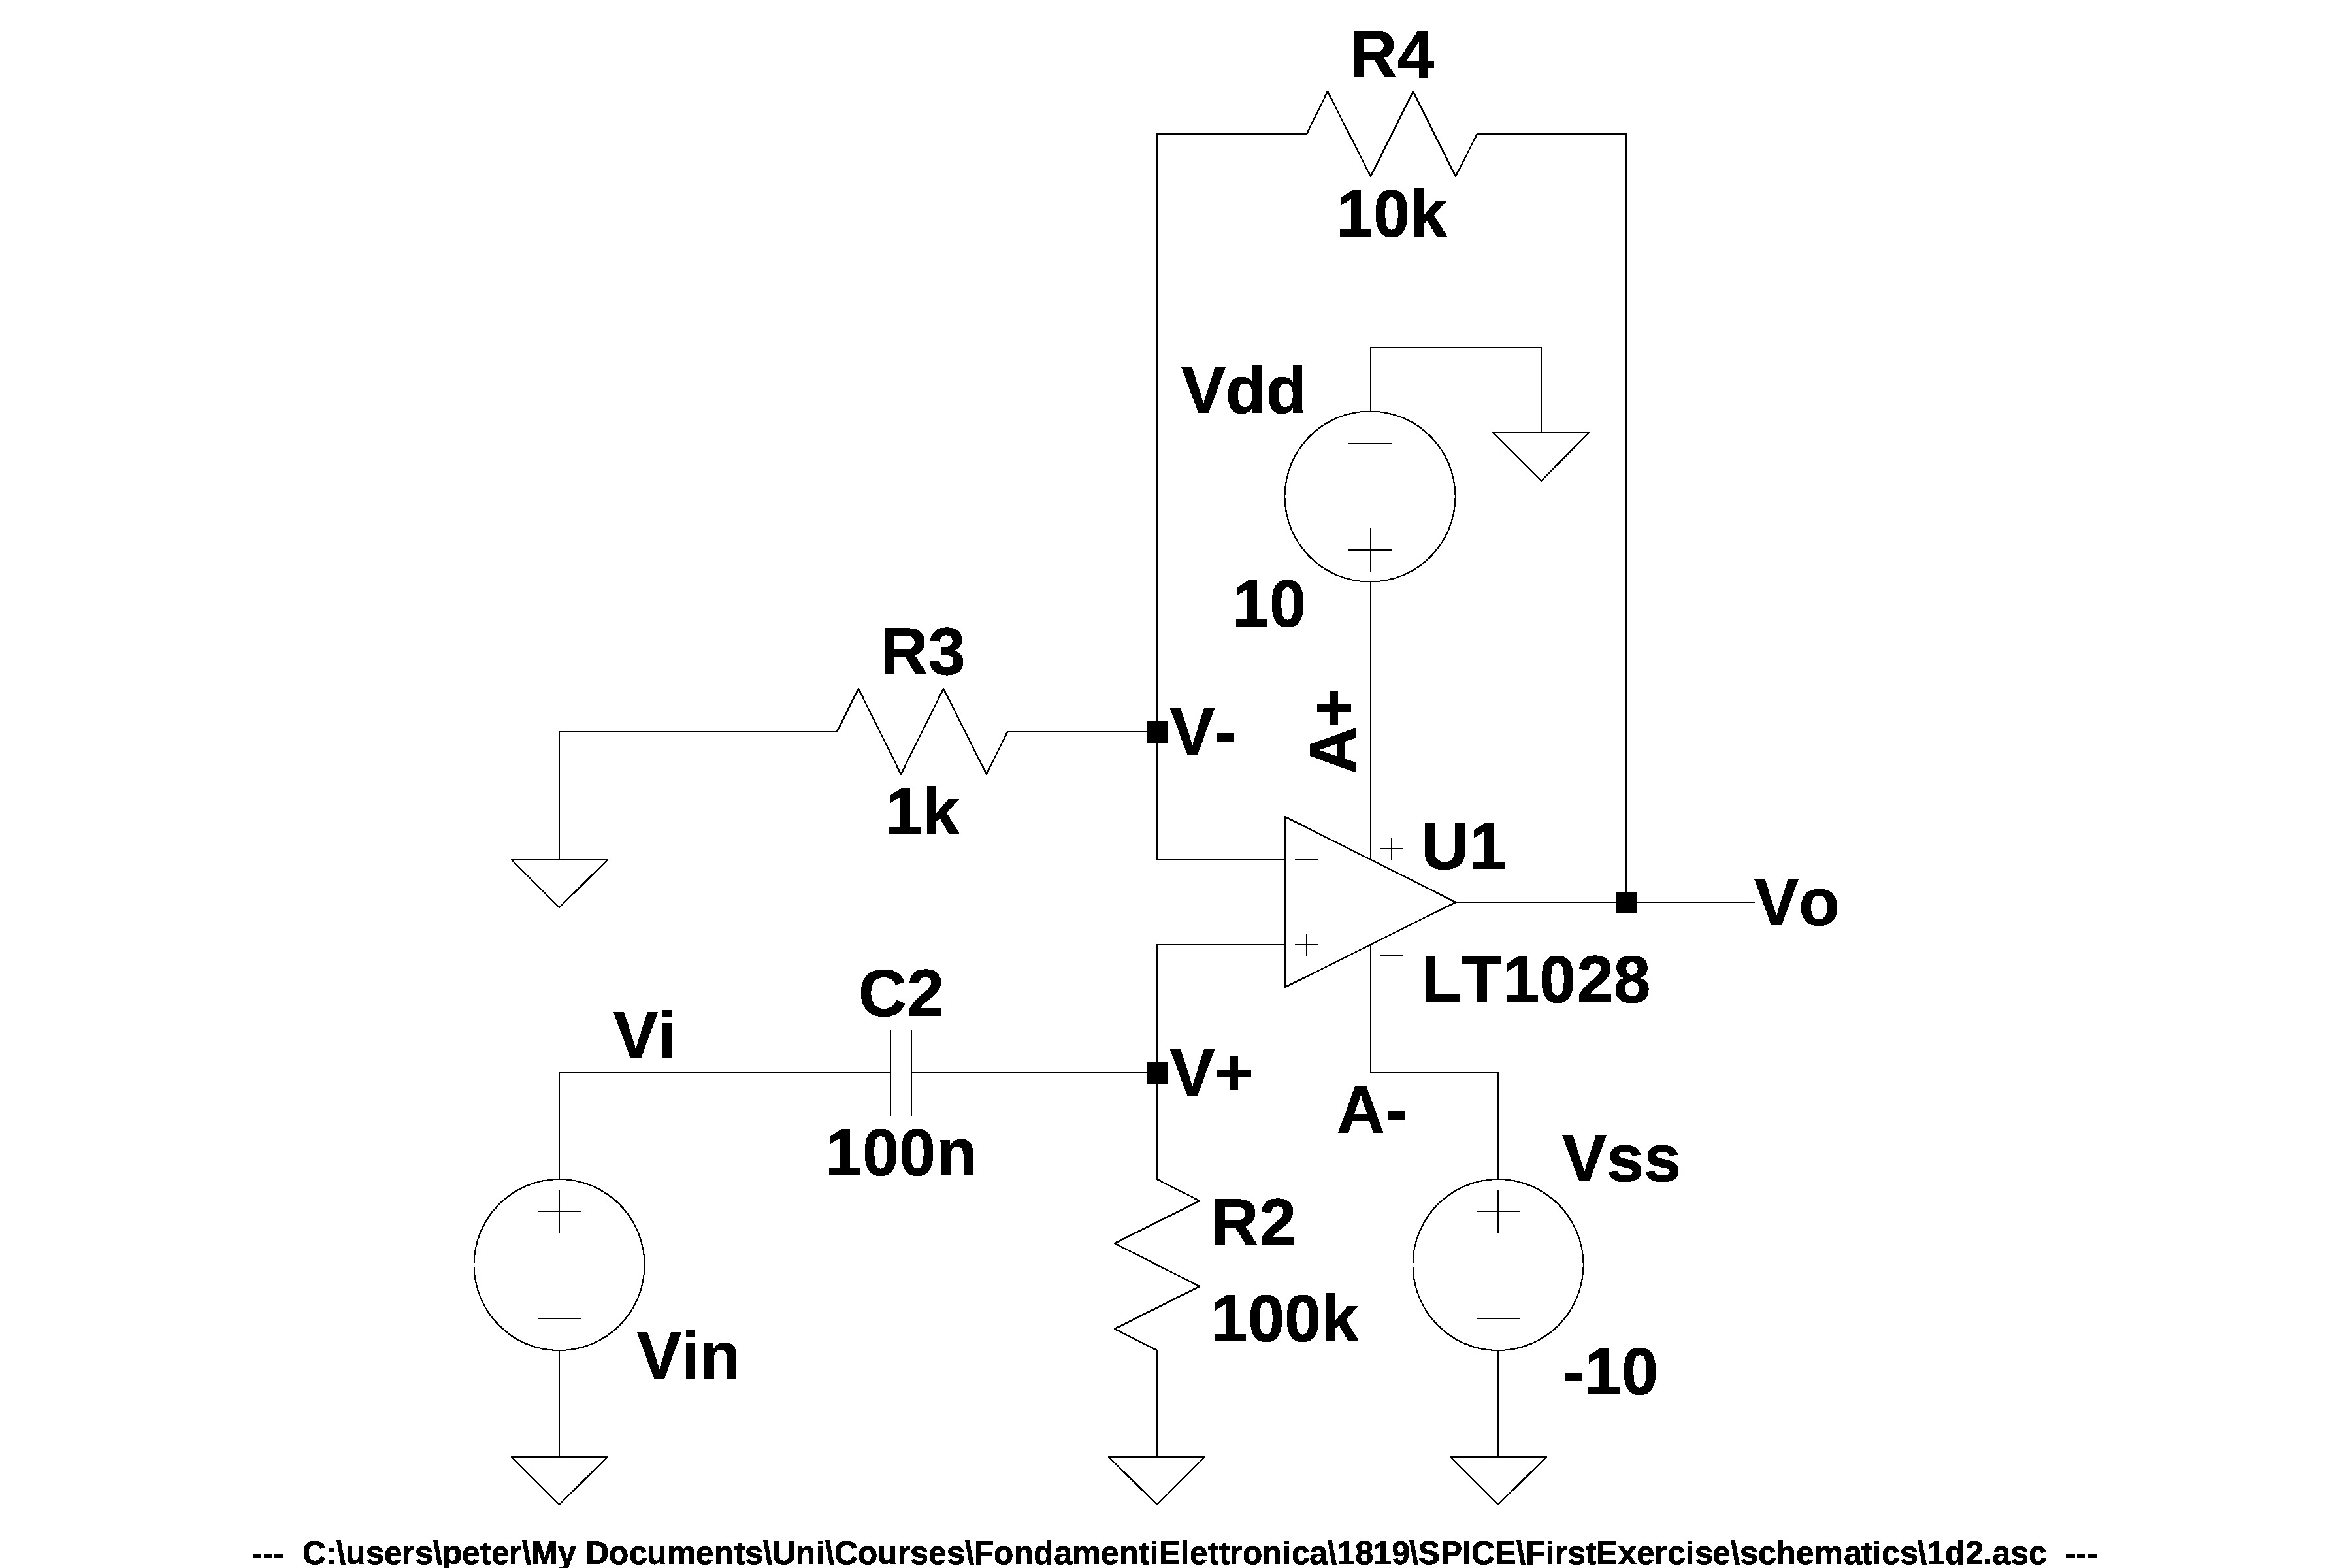 R4
10k
Vdd
10
R3
1k
V-
A+
U1
Vo
LT1028
C2
100n
Vi
V+
A-
Vss
-10
R2
100k
Vin
--- C:\users\peter\My Documents\Uni\Courses\FondamentiElettronica\1819\SPICE\FirstExercise\schematics\1d2.asc ---